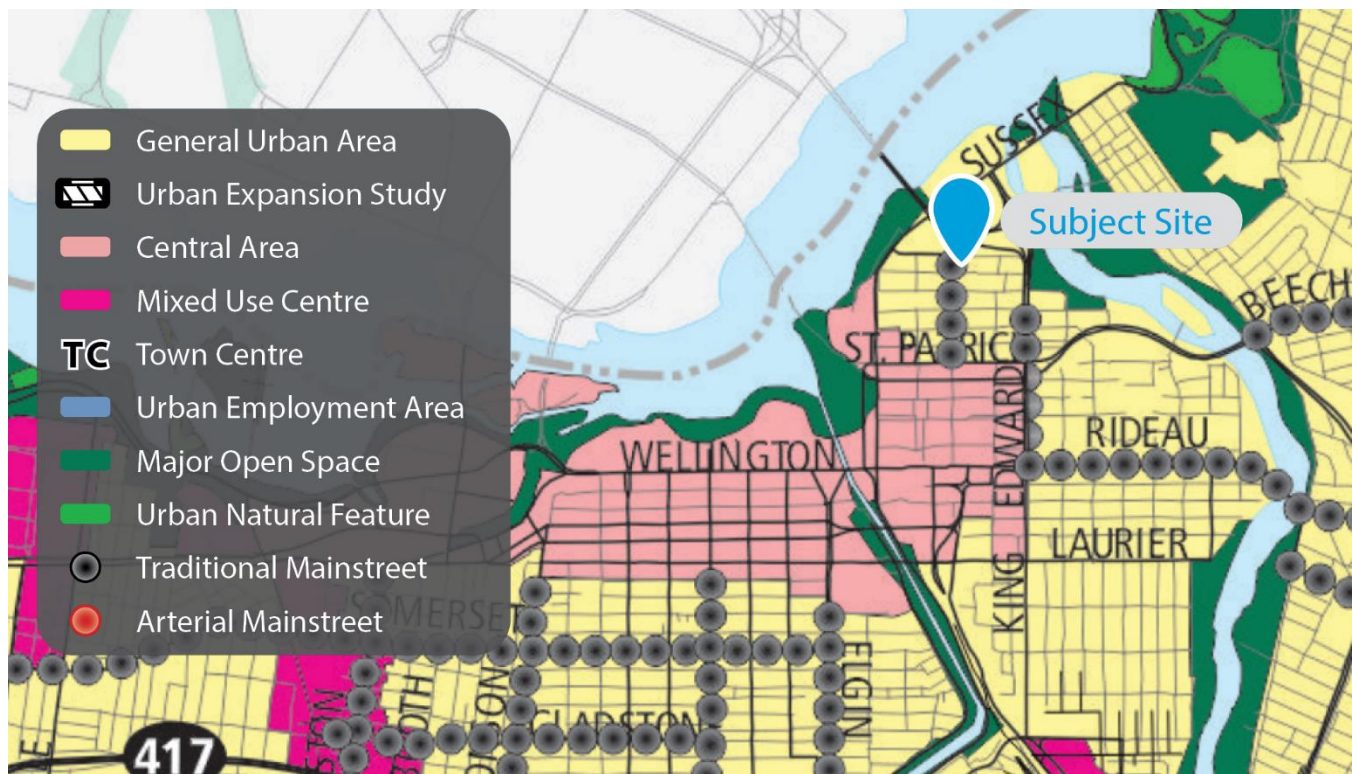 General Urban Area
Urban Expansion Study
Central Area
Mixed Use Centre
TC Town Centre
Urban Employment Area
Major Open Space
Urban Natural Feature
Traditional Mainstreet
Arterial Mainstreet
SUSSEX
Subject Site
BEECH
ST. PATRIC
WELLINGTON
KING EDWARD
RIDEAU
LAURIER
SOMERSET
ELGIN
GLADSTON
417